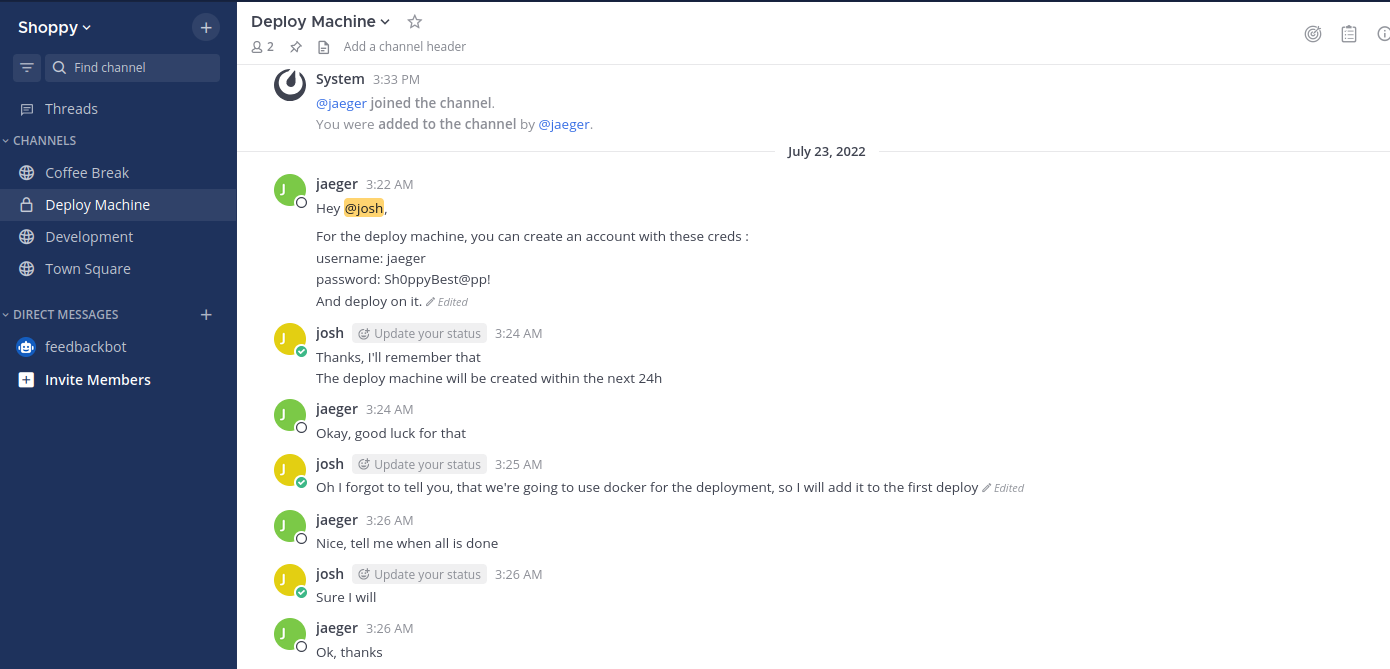 Shoppy
Find channel
Threads
CHANNELS
Coffee Break
Deploy Machine
Development
Town Square
DIRECT MESSAGES
feedbackbot
Invite Members
Deploy Machine
2
Add a channel header
System 3:33 PM
@jaeger joined the channel.
You were added to the channel by @jaeger.
July 23, 2022
J
jaeger 3:22 AM
Hey @josh,
For the deploy machine, you can create an account with these creds :
username: jaeger
password: Sh0ppyBest@pp!
And deploy on it. Edited
J
josh Update your status 3:24 AM
Thanks, I'll remember that
The deploy machine will be created within the next 24h
J
jaeger 3:24 AM
Okay, good luck for that
J
josh Update your status 3:25 AM
Oh I forgot to tell you, that we're going to use docker for the deployment, so I will add it to the first deploy Edited
J
jaeger 3:26 AM
Nice, tell me when all is done
J
josh Update your status 3:26 AM
Sure I will
J
jaeger 3:26 AM
Ok, thanks